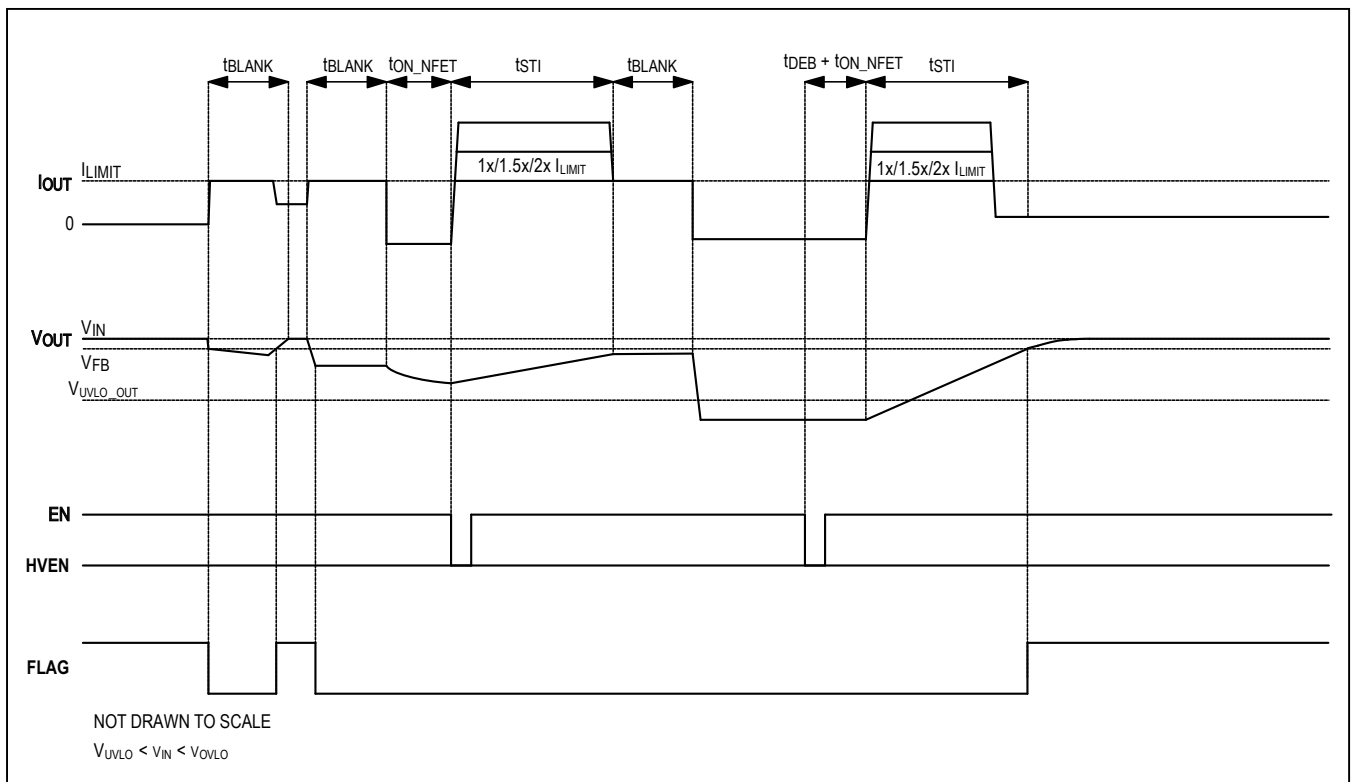 tBLANK tBLANK tON_NFET tSTI tBLANK tDEB + tON_NFET tSTI
ILIMIT
IOUT
1x/1.5x/2x ILIMIT 1x/1.5x/2x ILIMIT
0
VIN
VOUT
VFB
VUVLO_OUT
EN
HVEN
FLAG
NOT DRAWN TO SCALE
VUVLO < VIN < VOVLO